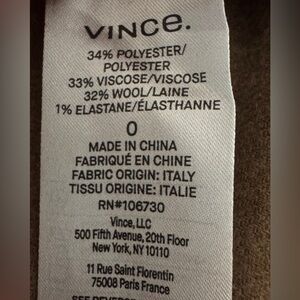 VINCE.
34% POLYESTER/
POLYESTER
33% VISCOSE/VISCOSE
32% WOOL/LAINE
1% ELASTANE/ÉLASTHANNE
0
MADE IN CHINA
FABRIQUÉ EN CHINE
FABRIC ORIGIN: ITALY
TISSU ORIGINE: ITALIE
RN#106730
Vince, LLC
500 Fifth Avenue, 20th Floor
New York, NY 10110
11 Rue Saint Florentin
75008 Paris France
SEE REVERSE